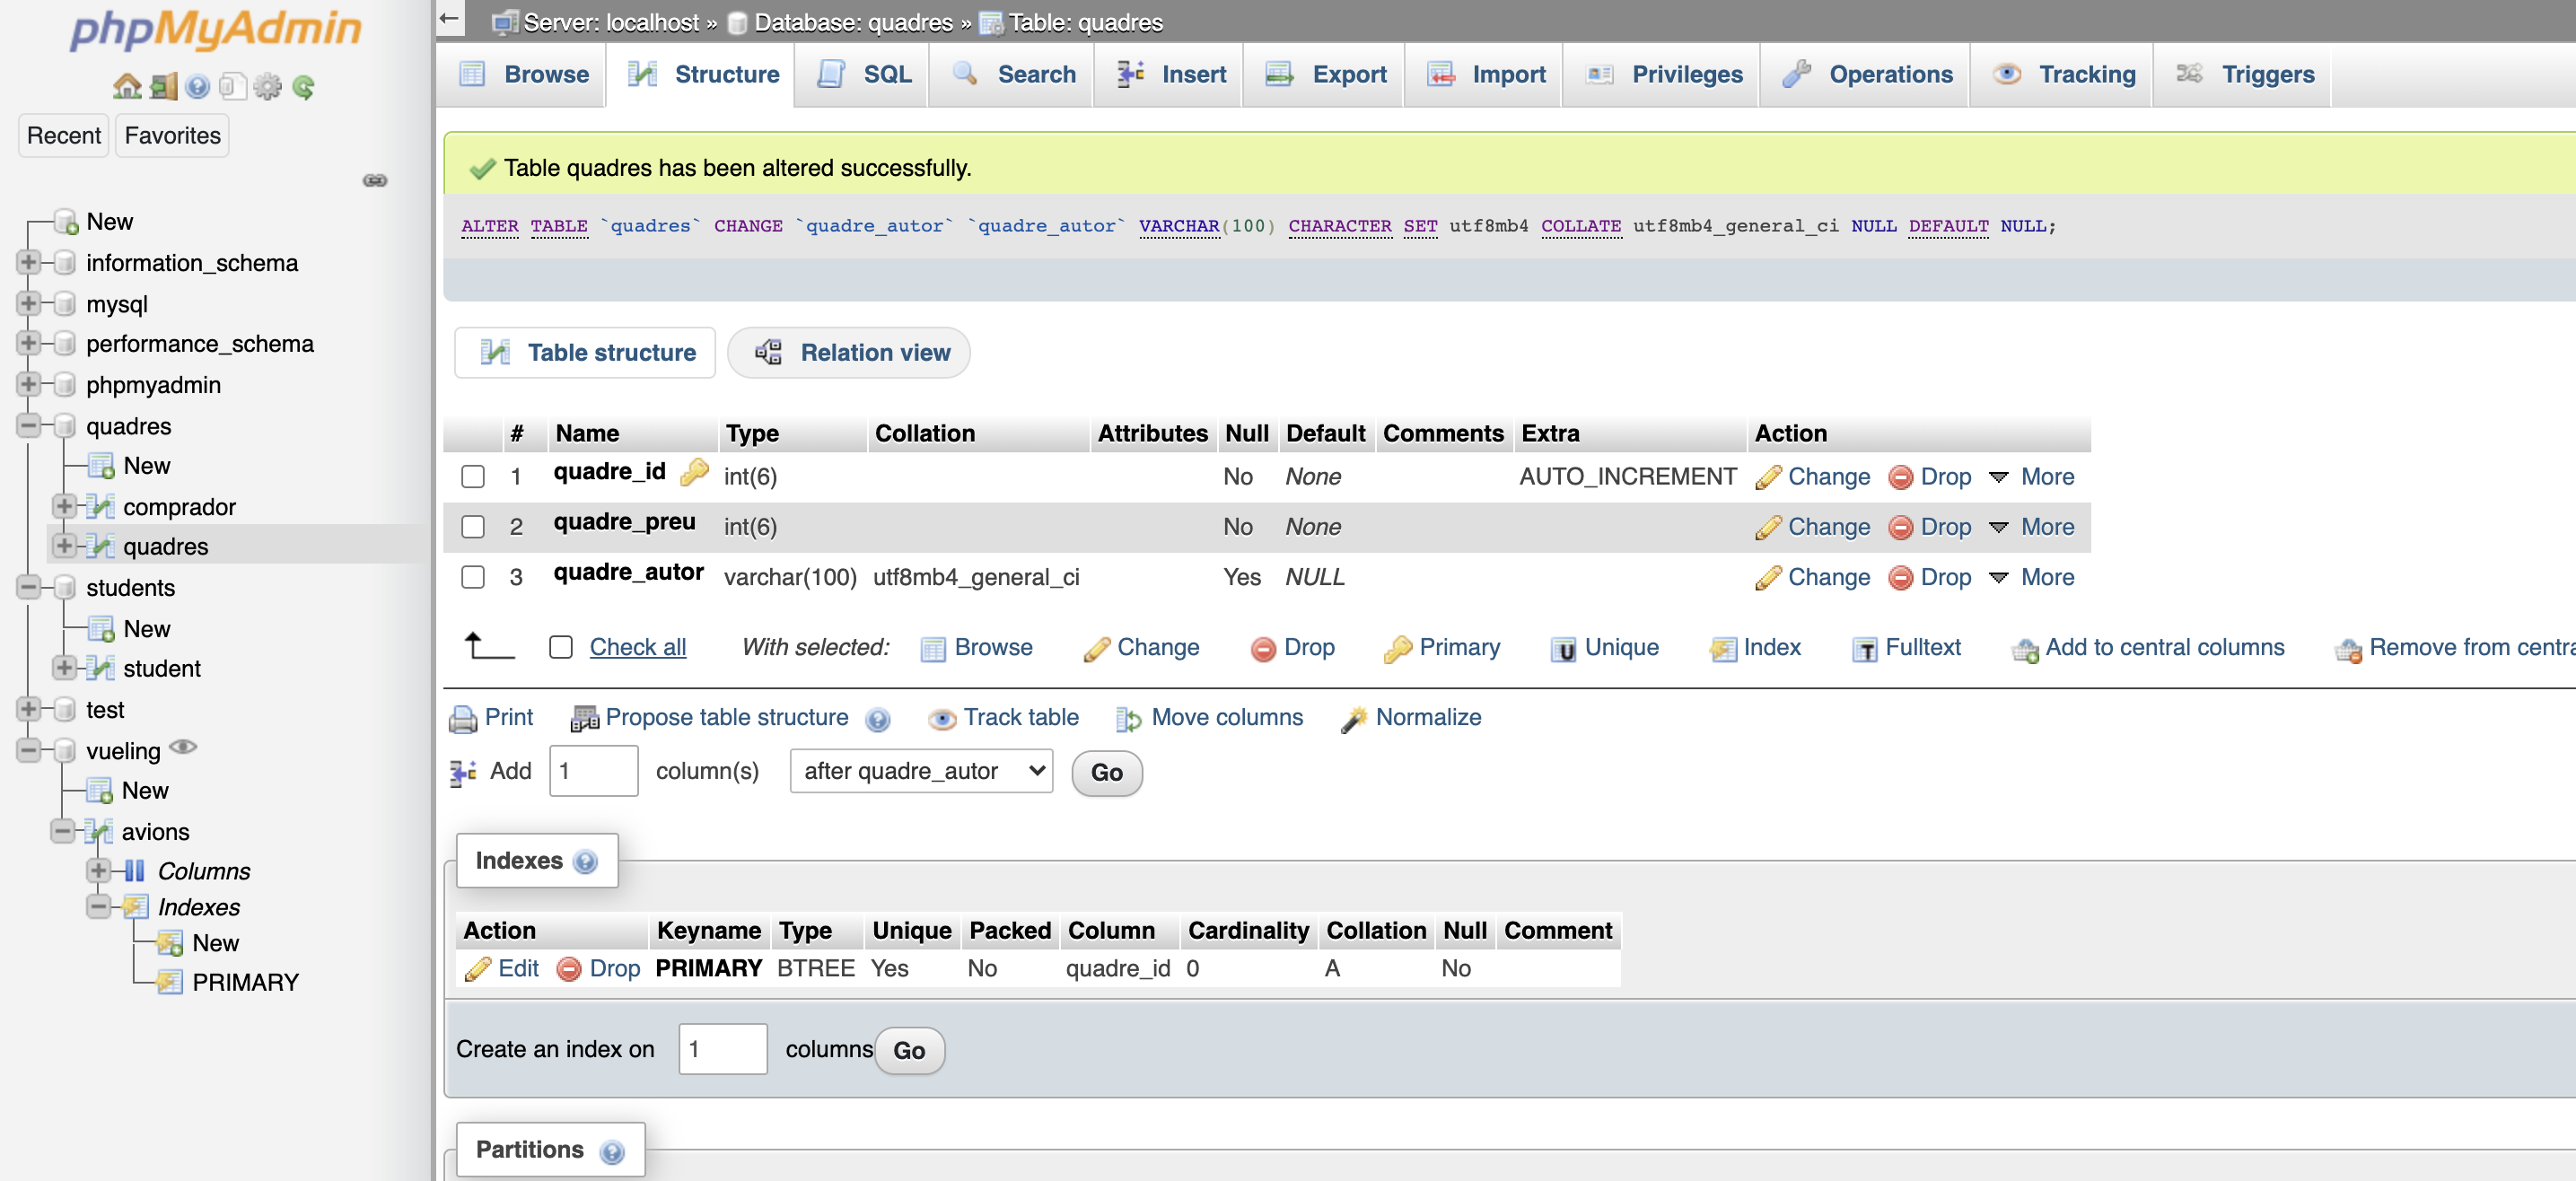 phpMyAdmin
Recent Favorites
New
information_schema
mysql
performance_schema
phpmyadmin
quadres
New
comprador
quadres
students
New
student
test
vueling
New
avions
Columns
Indexes
New
PRIMARY
Server: localhost » Database: quadres » Table: quadres
Browse Structure SQL Search Insert Export Import Privileges Operations Tracking Triggers
Table quadres has been altered successfully.
ALTER TABLE `quadres` CHANGE `quadre_autor` `quadre_autor` VARCHAR(100) CHARACTER SET utf8mb4 COLLATE utf8mb4_general_ci NULL DEFAULT NULL;
Table structure Relation view
# Name Type Collation Attributes Null Default Comments Extra Action
1 quadre_id int(6) No None AUTO_INCREMENT Change Drop More
2 quadre_preu int(6) No None Change Drop More
3 quadre_autor varchar(100) utf8mb4_general_ci Yes NULL Change Drop More
Check all With selected: Browse Change Drop Primary Unique Index Fulltext Add to central columns Remove from centra
Print Propose table structure Track table Move columns Normalize
Add 1 column(s) after quadre_autor Go
Indexes
Action Keyname Type Unique Packed Column Cardinality Collation Null Comment
Edit Drop PRIMARY BTREE Yes No quadre_id 0 A No
Create an index on 1 columns Go
Partitions